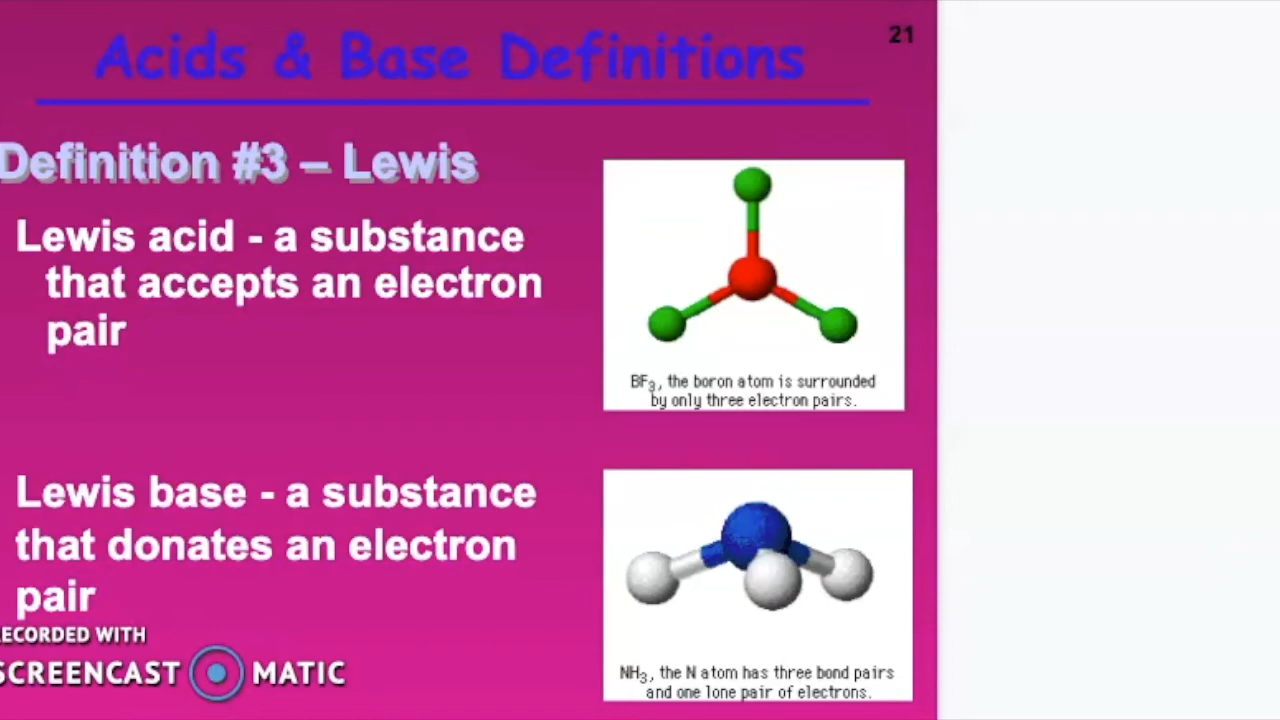 21
Acids & Base Definitions
Definition #3 – Lewis
Lewis acid - a substance
that accepts an electron
pair
BF₃, the boron atom is surrounded
by only three electron pairs.
Lewis base - a substance
that donates an electron
pair
NH₃, the N atom has three bond pairs
and one lone pair of electrons.
ECORDED WITH
SCREENCAST MATIC